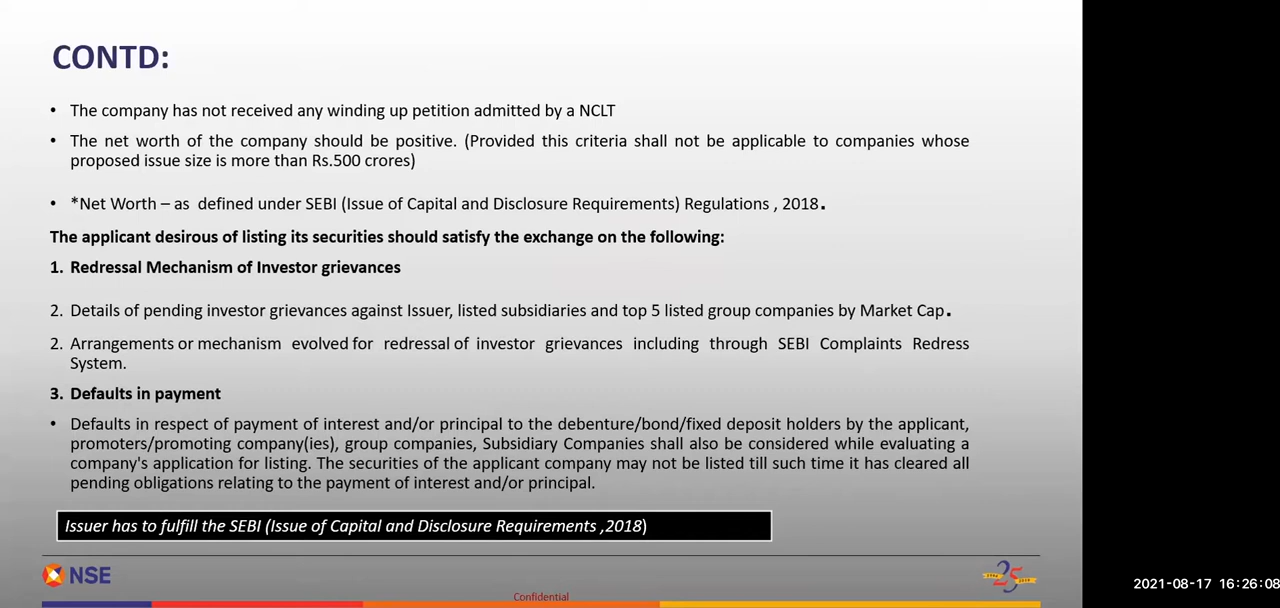 CONTD:
• The company has not received any winding up petition admitted by a NCLT
• The net worth of the company should be positive. (Provided this criteria shall not be applicable to companies whose
proposed issue size is more than Rs.500 crores)
• *Net Worth – as defined under SEBI (Issue of Capital and Disclosure Requirements) Regulations , 2018.
The applicant desirous of listing its securities should satisfy the exchange on the following:
1. Redressal Mechanism of Investor grievances
2. Details of pending investor grievances against Issuer, listed subsidiaries and top 5 listed group companies by Market Cap.
2. Arrangements or mechanism evolved for redressal of investor grievances including through SEBI Complaints Redress
System.
3. Defaults in payment
• Defaults in respect of payment of interest and/or principal to the debenture/bond/fixed deposit holders by the applicant,
promoters/promoting company(ies), group companies, Subsidiary Companies shall also be considered while evaluating a
company's application for listing. The securities of the applicant company may not be listed till such time it has cleared all
pending obligations relating to the payment of interest and/or principal.
Issuer has to fulfill the SEBI (Issue of Capital and Disclosure Requirements ,2018)
NSE
25
Confidential
2021-08-17 16:26:08